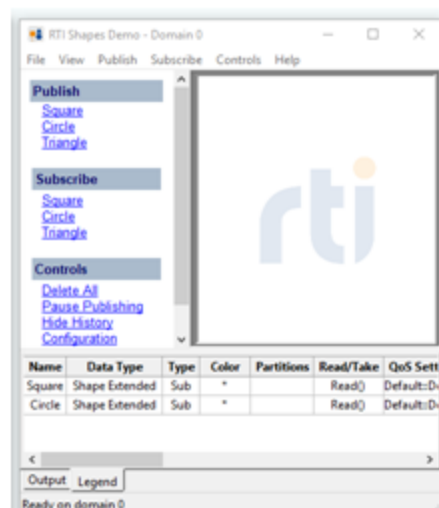 RTI Shapes Demo - Domain 0
File View Publish Subscribe Controls Help
Publish
Square
Circle
Triangle
Subscribe
Square
Circle
Triangle
Controls
Delete All
Pause Publishing
Hide History
Configuration
rti
Name Data Type Type Color Partitions Read/Take QoS Sett
Square Shape Extended Sub * Read() Default::De
Circle Shape Extended Sub * Read() Default::De
Output Legend
Ready on domain 0